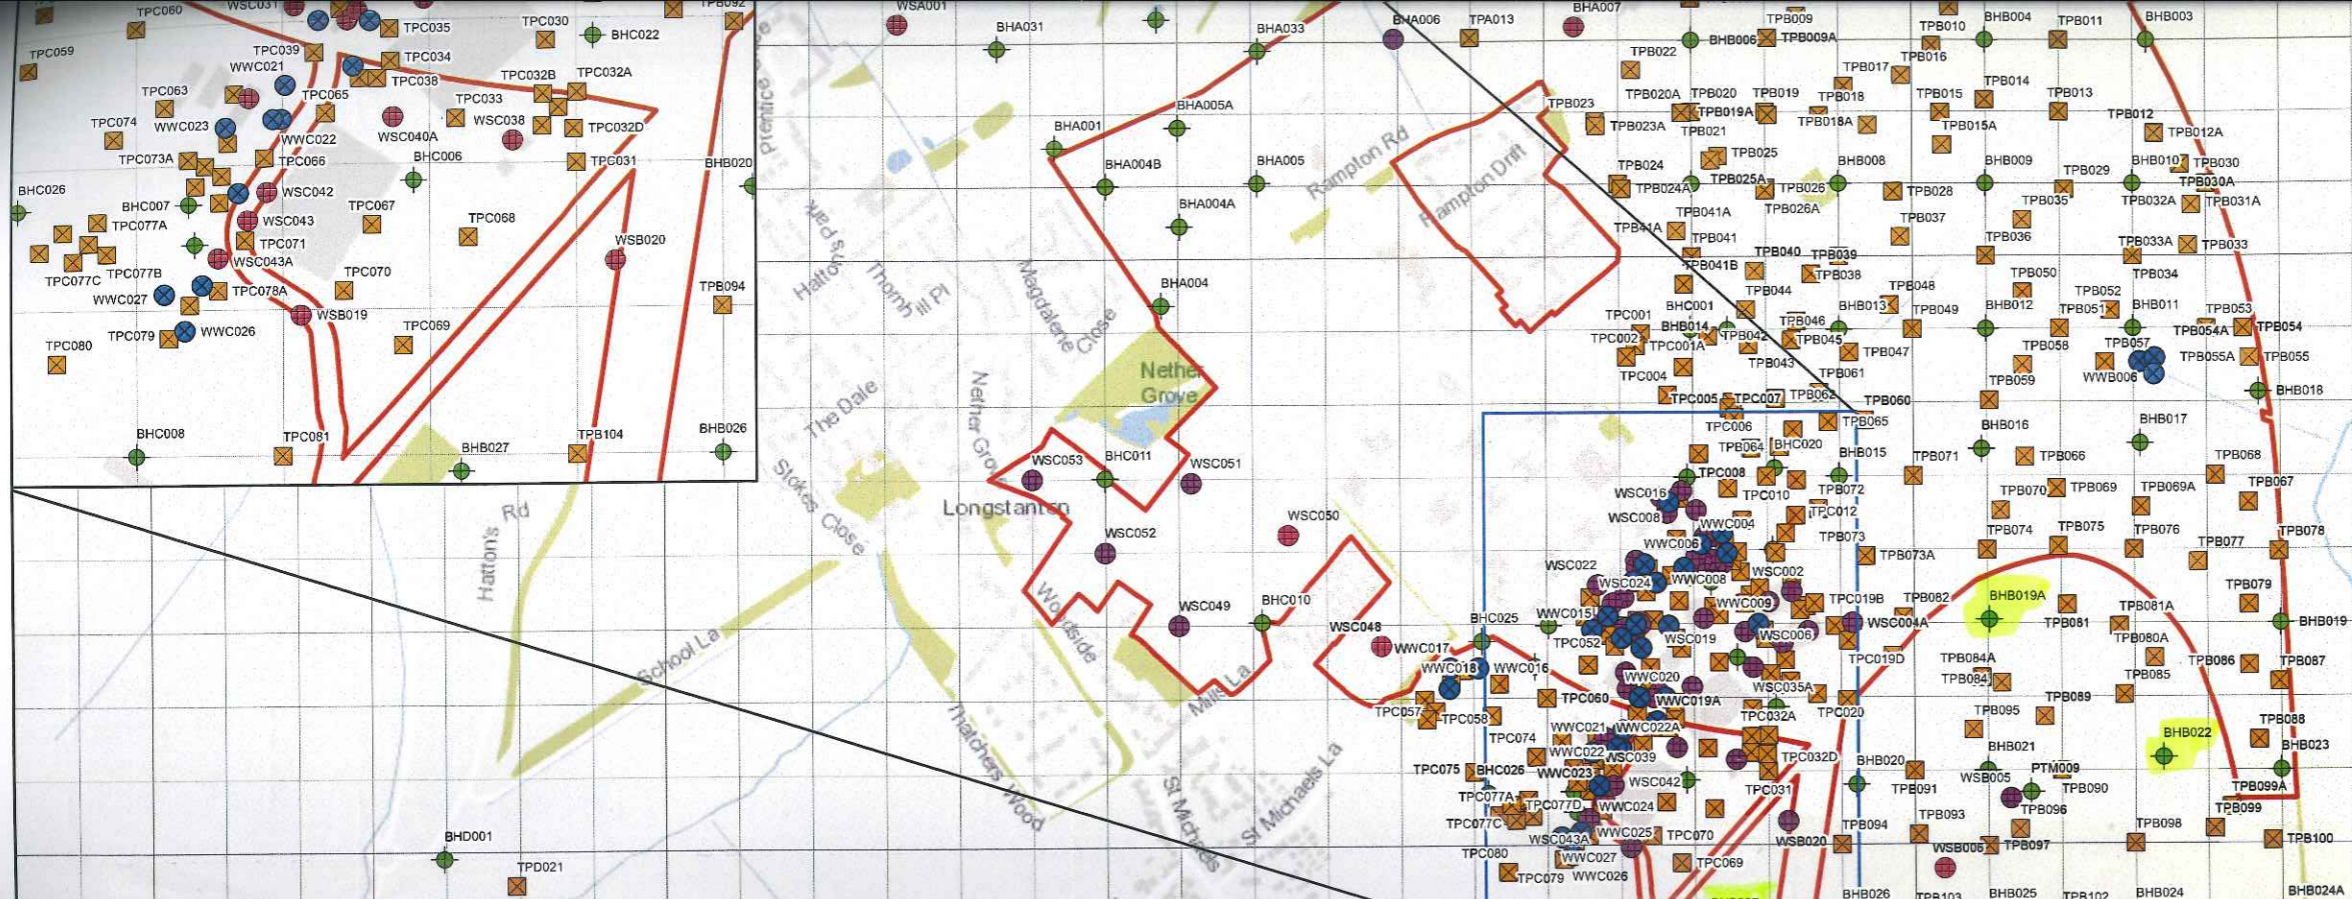 TPC060
WSC031
TPC035
TPC030
BHC022
TPB092
TPC059
TPC039
TPC034
WWC021
TPC038
TPC032B
TPC032A
TPC063
TPC065
TPC033
WSC038
TPC074
WWC023
WWC022
WSC040A
TPC032D
TPC073A
TPC066
BHC006
TPC031
BHB020
BHC026
WSC042
BHC007
TPC067
TPC077A
WSC043
TPC068
TPC071
WSB020
WSC043A
TPC077C
TPC077B
TPC070
TPC078A
WWC027
TPB094
WSB019
TPC079
WWC026
TPC069
TPC080
BHC008
TPC081
BHB027
TPB104
BHB026
WSA001
BHA031
BHA033
BHA006
TPA013
BHA007
BHA001
BHA005A
BHA004B
BHA005
BHA004A
BHA004
Prentice Close
Hattons Park
Thornhill Pl
Magdalene Close
The Dale
Nether Grove
Nether
Grove
Stokes Close
Longstanton
Rampton Rd
Rampton Drift
WSC053
BHC011
WSC051
WSC052
WSC050
WSC049
BHC010
WSC048
Hatton's Rd
School La
Woodside
Mills La
Thatchers Wood
St Michaels
St Michaels La
BHD001
TPD021
TPB009
TPB010
BHB004
TPB011
BHB003
BHB006
TPB009A
TPB022
TPB016
TPB017
TPB014
TPB023
TPB020A
TPB020
TPB019
TPB018
TPB015
TPB013
TPB019A
TPB018A
TPB012
TPB023A
TPB021
TPB015A
TPB012A
TPB024
TPB025
BHB008
BHB009
BHB010
TPB030
TPB024A
TPB025A
TPB026
TPB028
TPB029
TPB030A
TPB026A
TPB035
TPB032A
TPB031A
TPB41A
TPB041A
TPB037
TPB041
TPB040
TPB039
TPB036
TPB033A
TPB033
TPB041B
TPB038
TPB050
TPB034
TPB044
TPB048
TPB052
TPC001
BHC001
BHB013
TPB049
BHB012
TPB051
BHB011
TPB053
BHB014
TPB046
TPB054A
TPB054
TPC002
TPC001A
TPB042
TPB045
TPB047
TPB058
TPB057
TPB055A
TPB055
TPC004
TPB043
TPB061
TPB059
WWB006
BHB018
TPC005
TPC007
TPB062
TPB060
TPC006
TPB065
BHB016
BHB017
TPB064
BHC020
BHB015
TPB071
TPB066
TPB068
TPC008
TPC010
TPB072
TPB070
TPB069
TPB069A
TPB067
WSC016
WSC008
TPC012
WWC004
TPB073
TPB074
TPB075
TPB076
TPB078
WWC006
TPB073A
TPB077
WSC022
WSC024
WWC008
WSC002
TPB079
WWC015
WWC009
TPC019B
TPB082
BHB019A
TPB081A
BHC025
TPC052
WSC019
WSC006
WSC004A
TPB081
BHB019
TPB080A
WWC017
WWC018
WWC016
WWC020
TPC019D
TPB084A
TPB084
TPB085
TPB086
TPB087
WSC035A
TPC060
WWC019A
TPB089
TPC057
TPC058
TPC032A
TPC020
TPB095
TPB088
TPC074
WWC021
WWC022A
BHB022
BHB023
WWC022
WSC039
TPC032D
BHB020
BHB021
TPC075
BHC026
WWC023
WSC042
TPC031
TPB091
WSB005
PTM009
TPB090
TPB099A
TPC077A
TPC077D
WWC024
TPB096
TPB099
TPC077C
WWC025
TPC070
TPB094
TPB093
TPB098
TPB100
WSC043A
WSB020
WSB006
TPB097
TPC080
WWC027
TPC069
TPC079
WWC026
BHB026
TPB103
BHB025
TPB102
BHB024
BHB024A